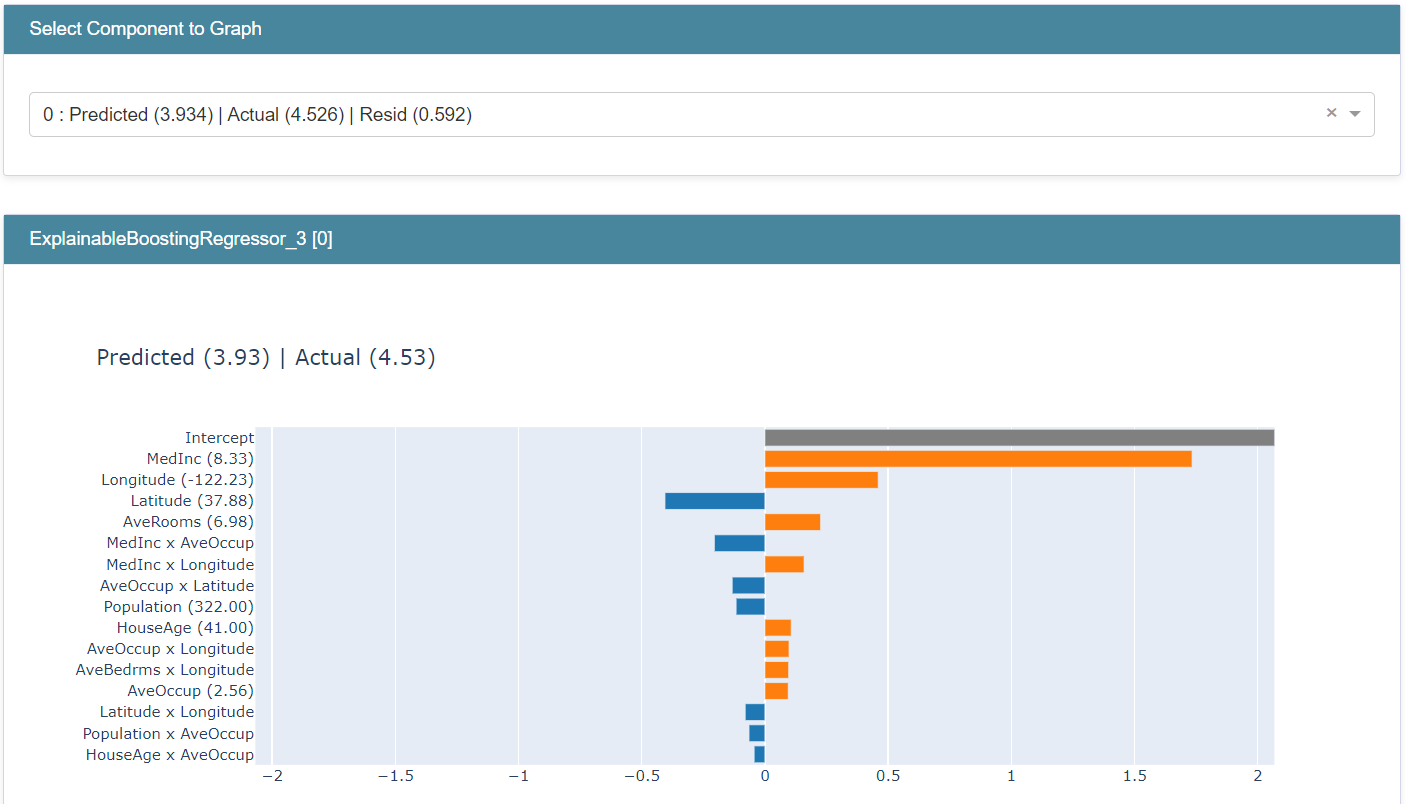 Select Component to Graph
0 : Predicted (3.934) | Actual (4.526) | Resid (0.592)
ExplainableBoostingRegressor_3 [0]
Predicted (3.93) | Actual (4.53)
Intercept
MedInc (8.33)
Longitude (-122.23)
Latitude (37.88)
AveRooms (6.98)
MedInc x AveOccup
MedInc x Longitude
AveOccup x Latitude
Population (322.00)
HouseAge (41.00)
AveOccup x Longitude
AveBedrms x Longitude
AveOccup (2.56)
Latitude x Longitude
Population x AveOccup
HouseAge x AveOccup
−2 −1.5 −1 −0.5 0 0.5 1 1.5 2